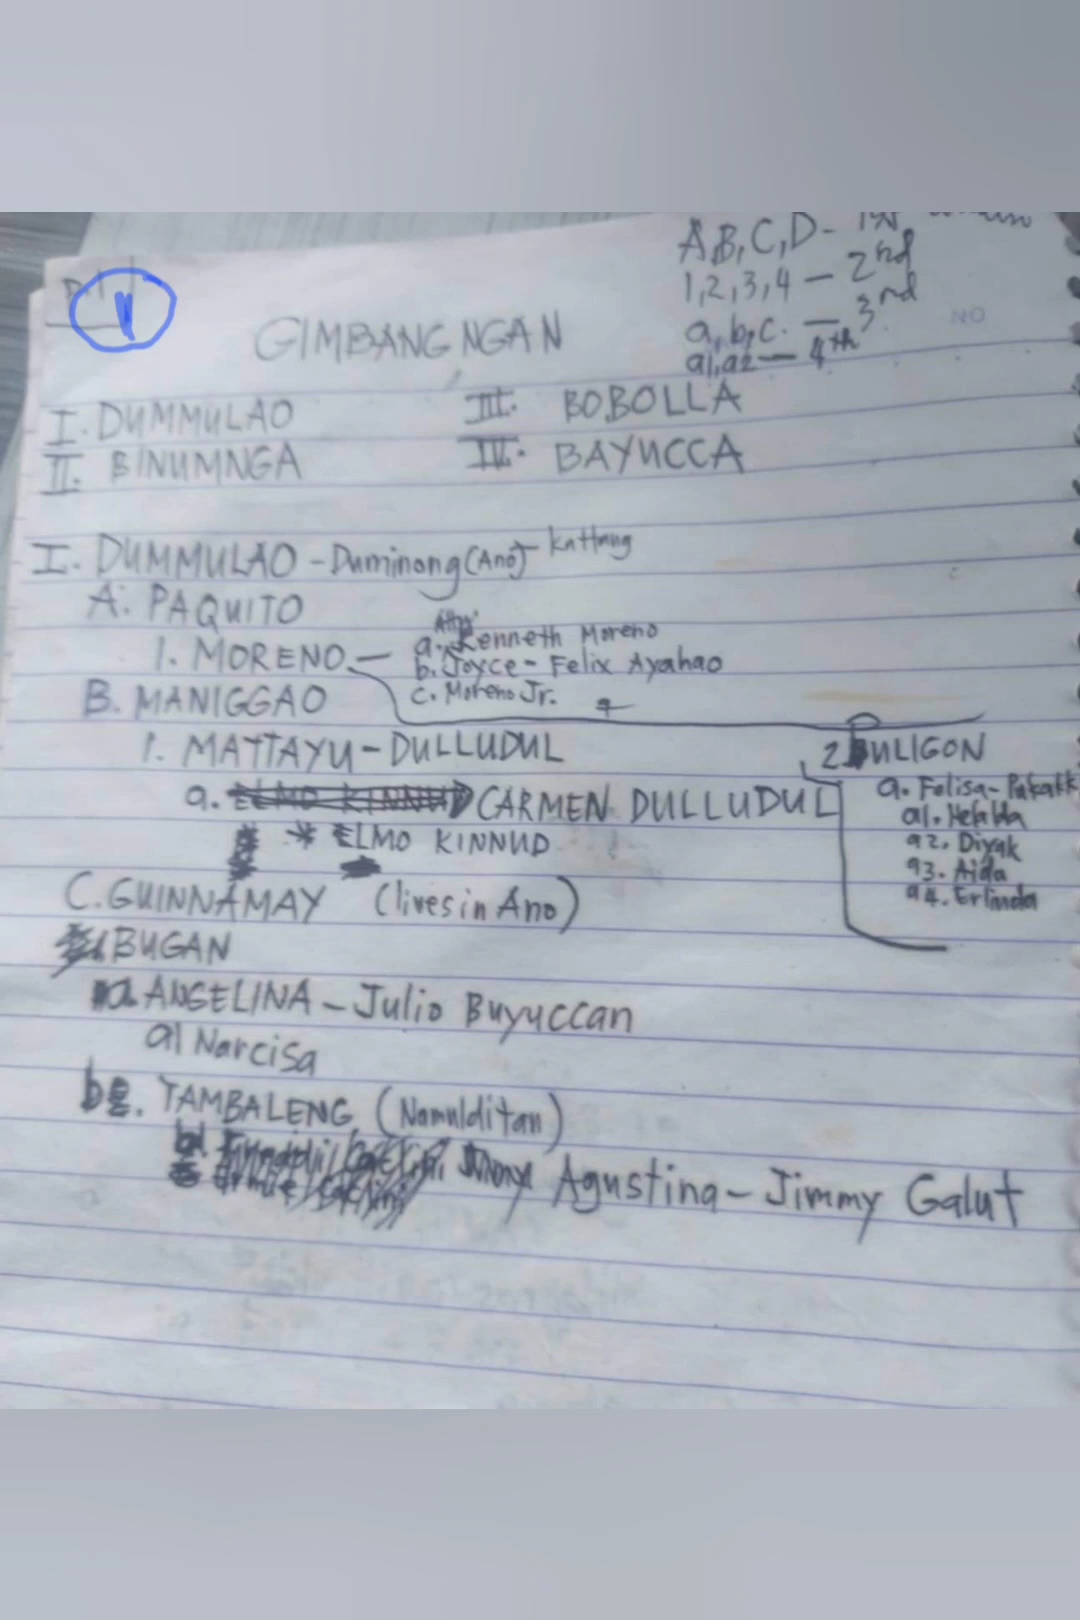 A,B,C,D- 1st
1,2,3,4 - 2nd
a,b,c. - 3rd
a1,a2 - 4th
P.1
1
GIMBANGNGAN
I. DUMMULAO III. BOBOLLA
II. BINUMNGA IV. BAYUCCA
I. DUMMULAO - Duminong (Ano) Kattang
A. PAQUITO
1. MORENO - a. Atty. Kenneth Moreno
b. Joyce - Felix Ayahao
c. Moreno Jr.
B. MANIGGAO
1. MATTAYU - DULLUDUL
a. CARMEN DULLUDUL
* ELMO KINNUD
2. BULIGON
a. Felisa - Pakakk
a1.
a2. Diyak
a3. Aida
a4. Erlinda
C. GUINNAMAY (lives in Ano)
1. BUGAN
a. ANGELINA - Julio Buyuccan
a1 Narcisa
b. TAMBALENG (Namulditan)
Agustina - Jimmy Galut